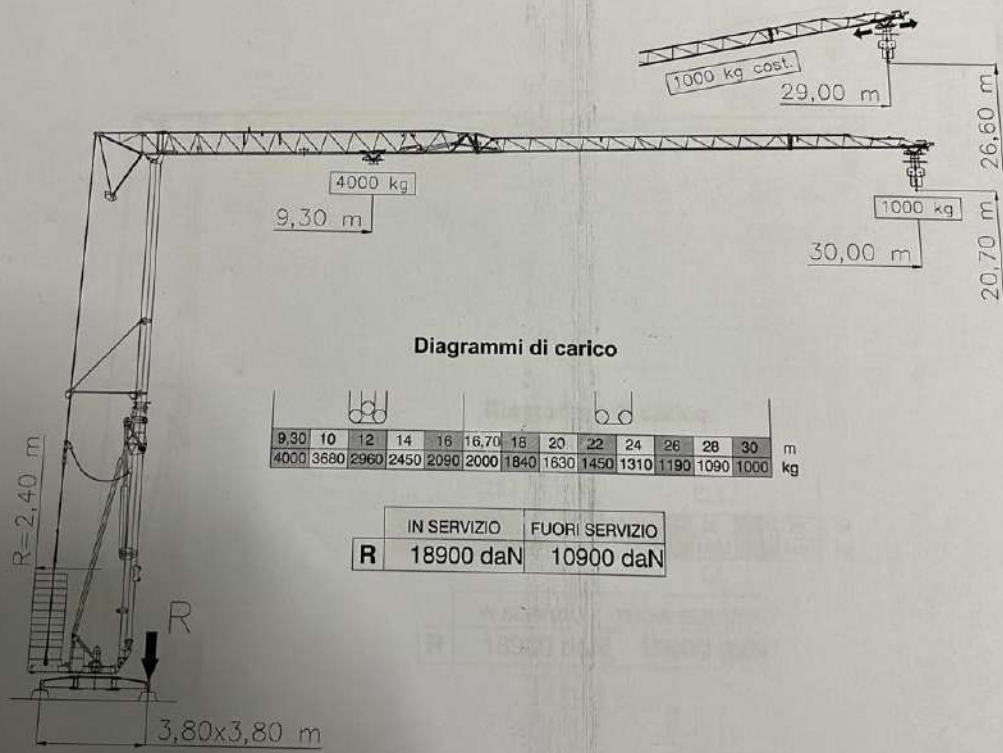 1000 kg cost.
29,00 m
26,60 m
4000 kg
9,30 m
1000 kg
30,00 m
20,70 m
Diagrammi di carico
9,30 10 12 14 16 16,70 18 20 22 24 26 28 30 m
4000 3680 2960 2450 2090 2000 1840 1630 1450 1310 1190 1090 1000 kg
IN SERVIZIO FUORI SERVIZIO
R 18900 daN 10900 daN
R=2,40 m
R
3,80x3,80 m